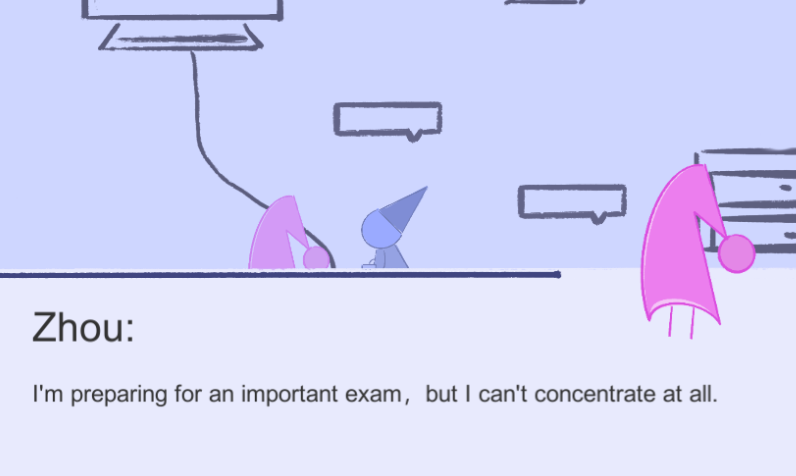 Zhou:
I'm preparing for an important exam，but I can't concentrate at all.